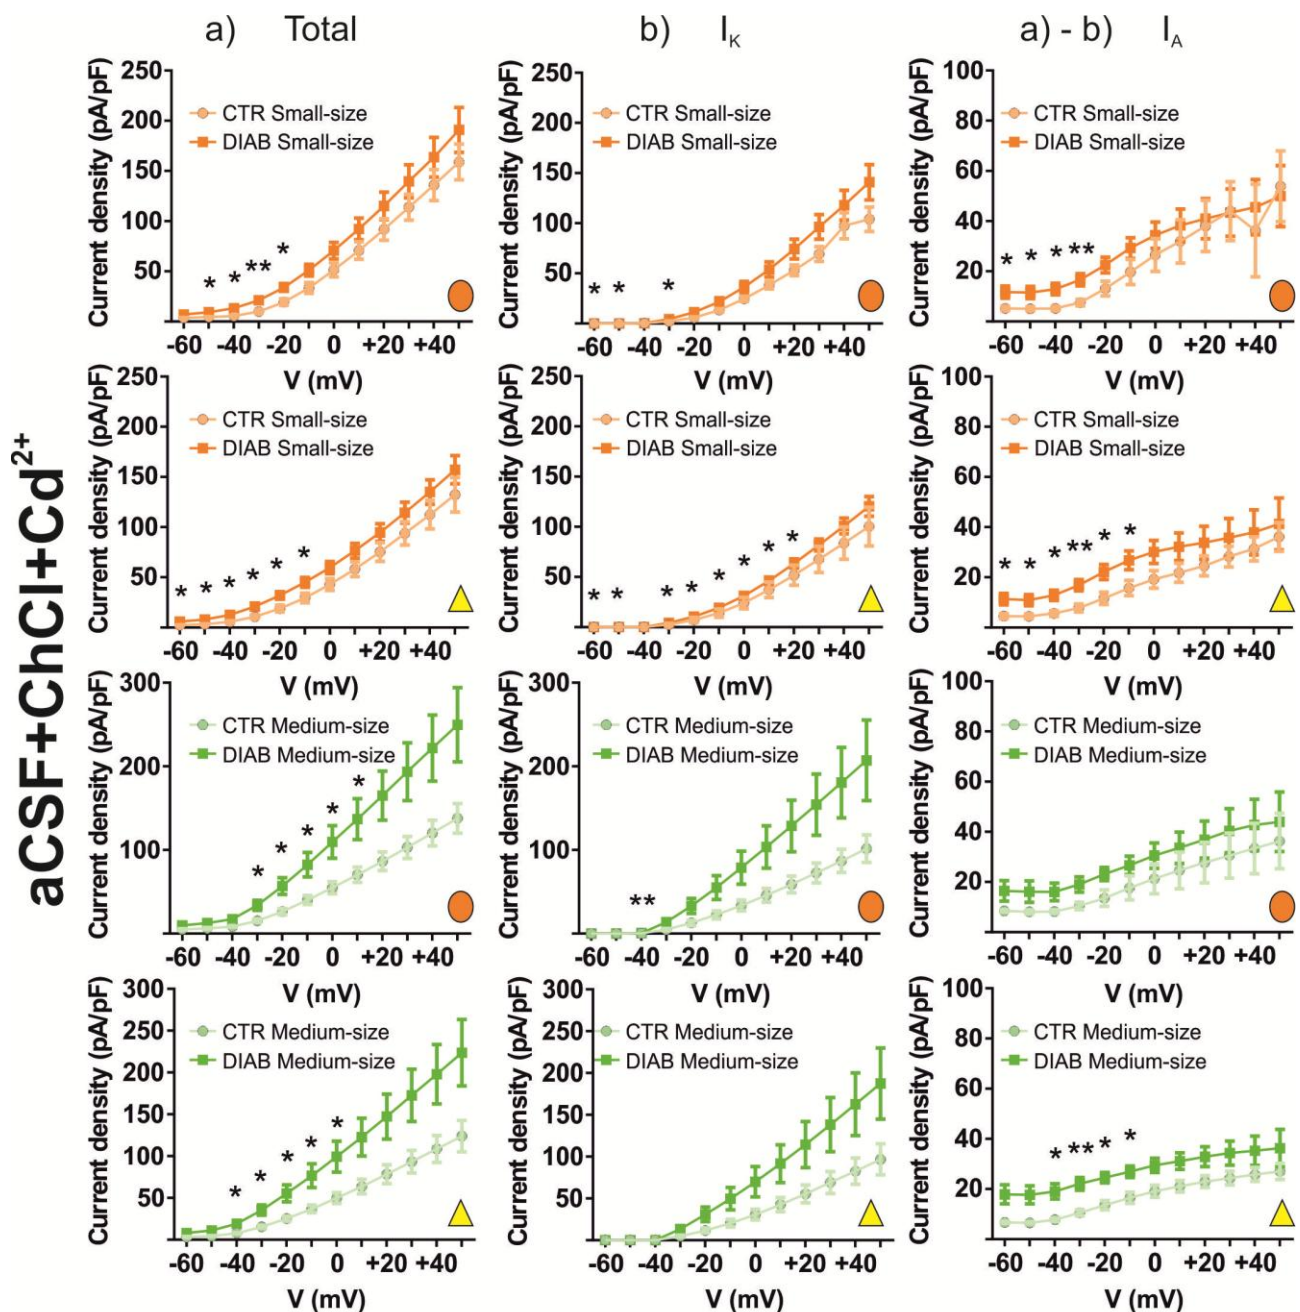 a) Total
b) I_K
a) - b) I_A
aCSF+ChCl+Cd²⁺
Current density (pA/pF)
250
200
150
100
50
CTR Small-size
DIAB Small-size
* * ** *
-60 -40 -20 0 +20 +40
V (mV)
Current density (pA/pF)
250
200
150
100
50
CTR Small-size
DIAB Small-size
* * *
-60 -40 -20 0 +20 +40
V (mV)
Current density (pA/pF)
100
80
60
40
20
CTR Small-size
DIAB Small-size
* * * **
-60 -40 -20 0 +20 +40
V (mV)
Current density (pA/pF)
250
200
150
100
50
CTR Small-size
DIAB Small-size
* * * * * *
-60 -40 -20 0 +20 +40
V (mV)
Current density (pA/pF)
250
200
150
100
50
CTR Small-size
DIAB Small-size
* * * * * * * *
-60 -40 -20 0 +20 +40
V (mV)
Current density (pA/pF)
100
80
60
40
20
CTR Small-size
DIAB Small-size
* * * ** * *
-60 -40 -20 0 +20 +40
V (mV)
Current density (pA/pF)
300
200
100
CTR Medium-size
DIAB Medium-size
* * * * *
-60 -40 -20 0 +20 +40
V (mV)
Current density (pA/pF)
300
200
100
CTR Medium-size
DIAB Medium-size
**
-60 -40 -20 0 +20 +40
V (mV)
Current density (pA/pF)
100
80
60
40
20
CTR Medium-size
DIAB Medium-size
-60 -40 -20 0 +20 +40
V (mV)
Current density (pA/pF)
300
250
200
150
100
50
CTR Medium-size
DIAB Medium-size
* * * * *
-60 -40 -20 0 +20 +40
V (mV)
Current density (pA/pF)
300
250
200
150
100
50
CTR Medium-size
DIAB Medium-size
-60 -40 -20 0 +20 +40
V (mV)
Current density (pA/pF)
100
80
60
40
20
CTR Medium-size
DIAB Medium-size
* ** * *
-60 -40 -20 0 +20 +40
V (mV)